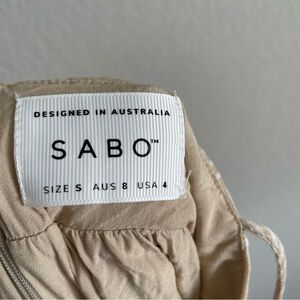 DESIGNED IN AUSTRALIA
SABO™
SIZE S AUS 8 USA 4